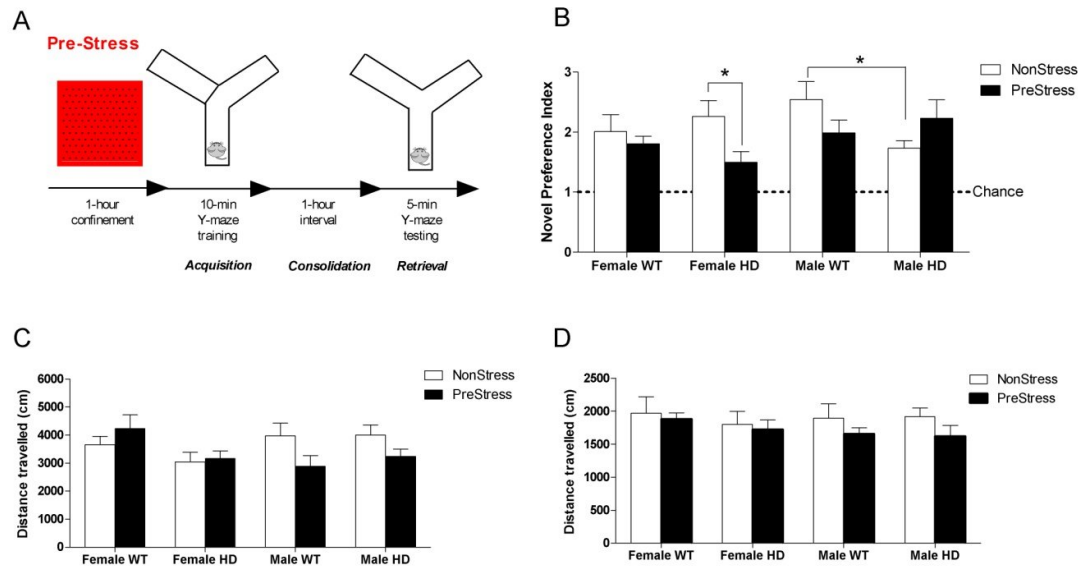 A
Pre-Stress
1-hour
confinement
10-min
Y-maze
training
1-hour
interval
5-min
Y-maze
testing
Acquisition
Consolidation
Retrieval
B
Novel Preference Index
3
2
1
0
*
*
NonStress
PreStress
Chance
Female WT
Female HD
Male WT
Male HD
C
Distance travelled (cm)
6000
5000
4000
3000
2000
1000
0
NonStress
PreStress
Female WT
Female HD
Male WT
Male HD
D
Distance travelled (cm)
2500
2000
1500
1000
500
0
NonStress
PreStress
Female WT
Female HD
Male WT
Male HD